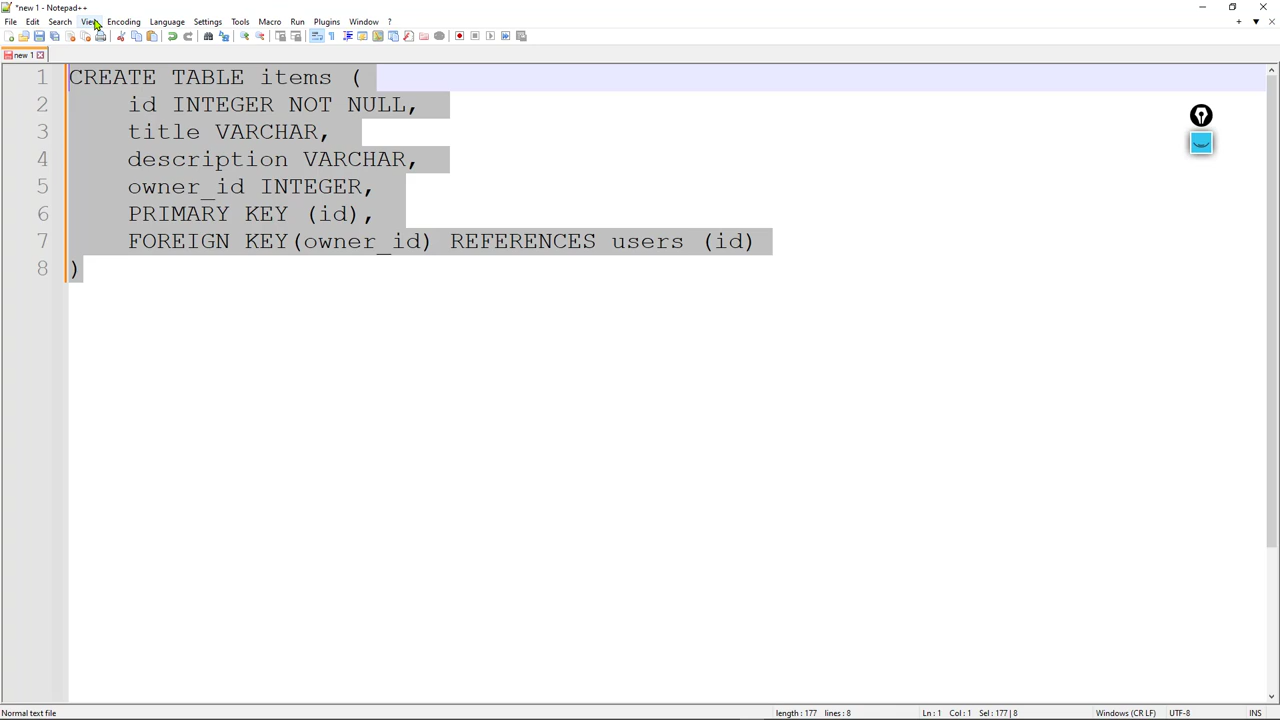 *new 1 - Notepad++
File Edit Search View Encoding Language Settings Tools Macro Run Plugins Window ?
new 1
1 CREATE TABLE items (
2 id INTEGER NOT NULL,
3 title VARCHAR,
4 description VARCHAR,
5 owner_id INTEGER,
6 PRIMARY KEY (id),
7 FOREIGN KEY(owner_id) REFERENCES users (id)
8 )
Normal text file length : 177 lines : 8 Ln : 1 Col : 1 Sel : 177 | 8 Windows (CR LF) UTF-8 INS